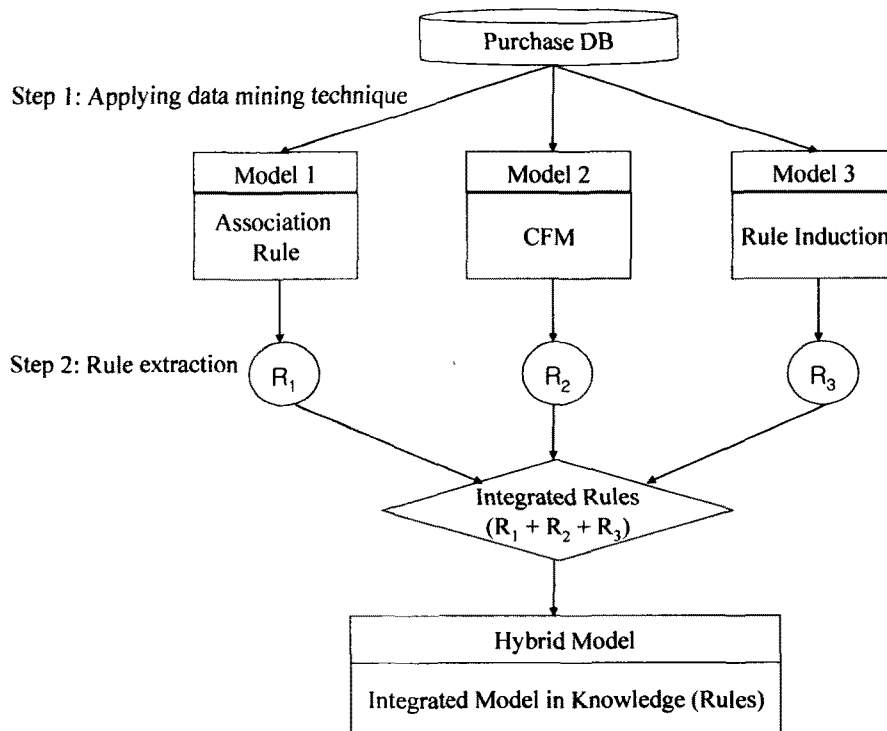 Purchase DB
Step 1: Applying data mining technique
Model 1
Model 2
Model 3
Association
Rule
CFM
Rule Induction
Step 2: Rule extraction
R₁
R₂
R₃
Integrated Rules
(R₁ + R₂ + R₃)
Hybrid Model
Integrated Model in Knowledge (Rules)